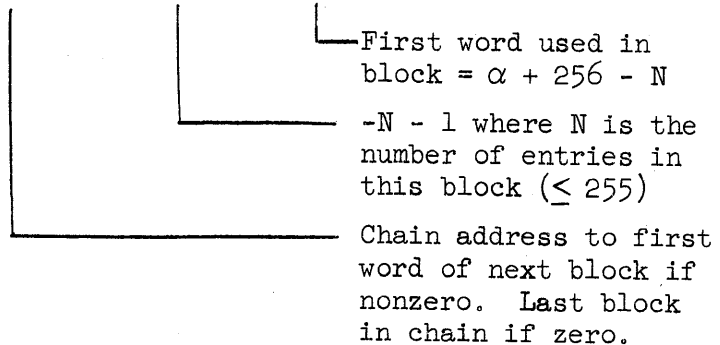 First word used in
block = α + 256 - N
-N - 1 where N is the
number of entries in
this block (≤ 255)
Chain address to first
word of next block if
nonzero. Last block
in chain if zero.